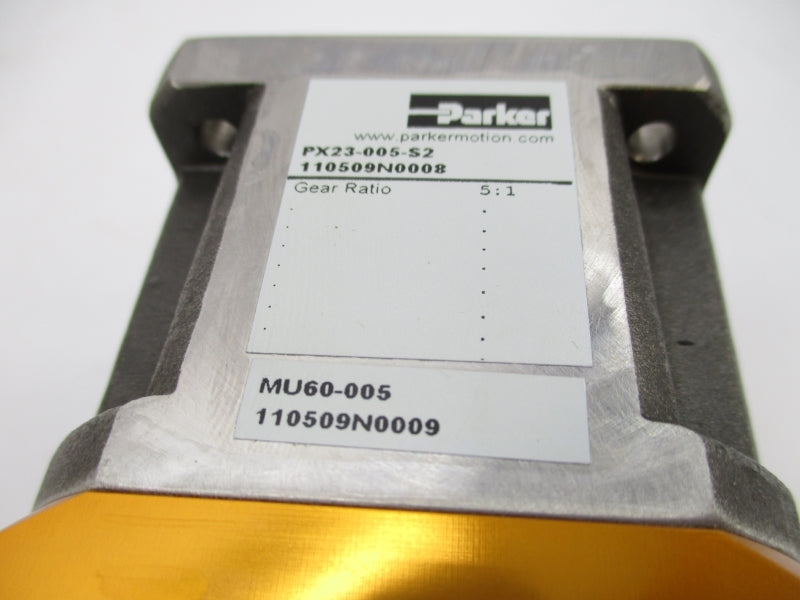 Parker
www.parkermotion.com
PX23-005-S2
110509N0008
Gear Ratio 5:1
MU60-005
110509N0009